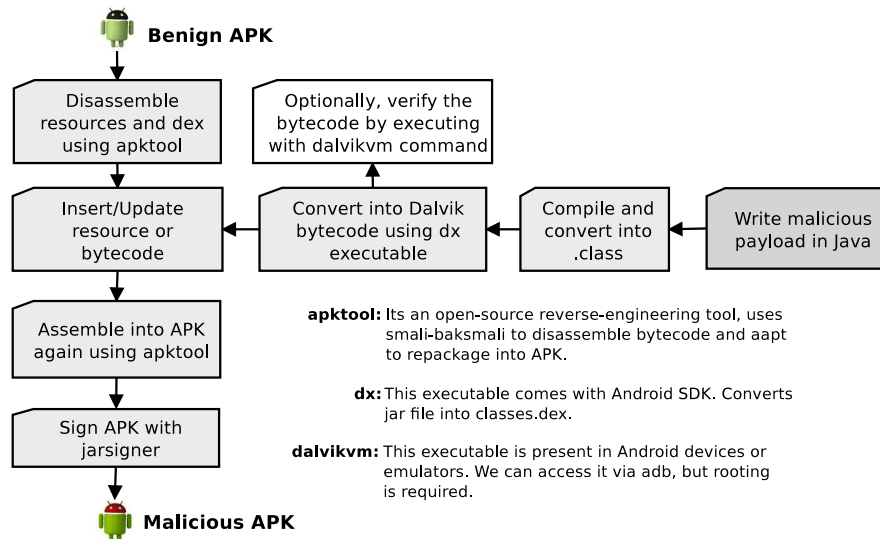 Benign APK
Disassemble
resources and dex
using apktool
Optionally, verify the
bytecode by executing
with dalvikvm command
Insert/Update
resource or
bytecode
Convert into Dalvik
bytecode using dx
executable
Compile and
convert into
.class
Write malicious
payload in Java
Assemble into APK
again using apktool
Sign APK with
jarsigner
Malicious APK
apktool: Its an open-source reverse-engineering tool, uses
smali-baksmali to disassemble bytecode and aapt
to repackage into APK.
dx: This executable comes with Android SDK. Converts
jar file into classes.dex.
dalvikvm: This executable is present in Android devices or
emulators. We can access it via adb, but rooting
is required.